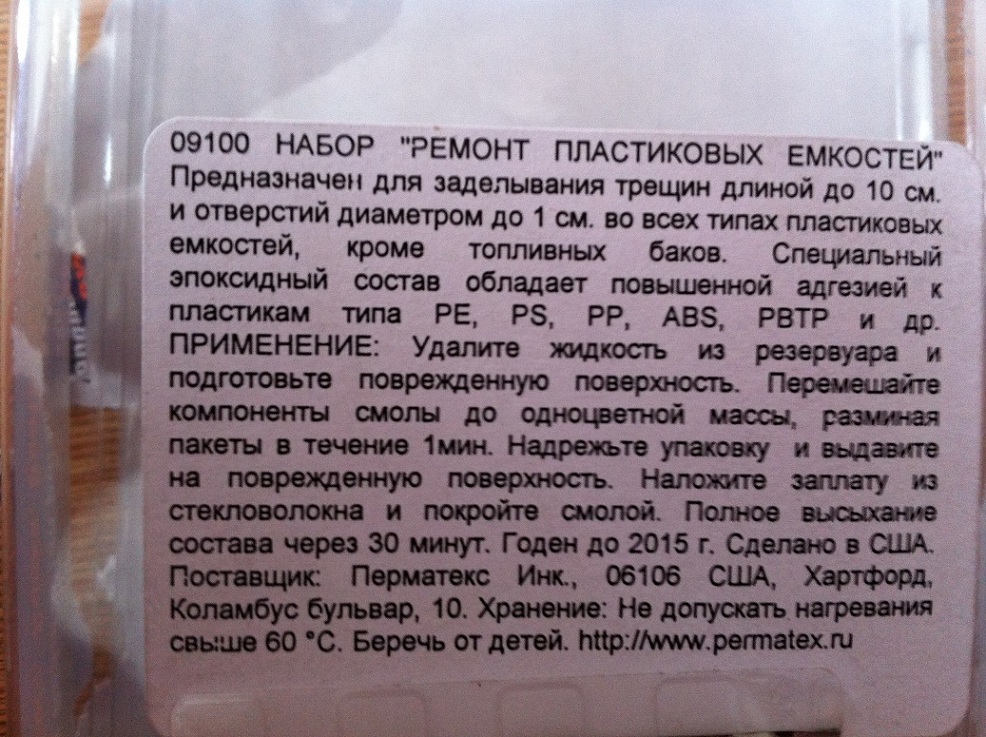 09100 НАБОР "РЕМОНТ ПЛАСТИКОВЫХ ЕМКОСТЕЙ"
Предназначен для заделывания трещин длиной до 10 см.
и отверстий диаметром до 1 см. во всех типах пластиковых
емкостей, кроме топливных баков. Специальный
эпоксидный состав обладает повышенной адгезией к
пластикам типа PE, PS, PP, ABS, PBTP и др.
ПРИМЕНЕНИЕ: Удалите жидкость из резервуара и
подготовьте поврежденную поверхность. Перемешайте
компоненты смолы до одноцветной массы, разминая
пакеты в течение 1мин. Надрежьте упаковку и выдавите
на поврежденную поверхность. Наложите заплату из
стекловолокна и покройте смолой. Полное высыхание
состава через 30 минут. Годен до 2015 г. Сделано в США.
Поставщик: Перматекс Инк., 06106 США, Хартфорд,
Коламбус бульвар, 10. Хранение: Не допускать нагревания
свыше 60 °С. Беречь от детей. http://www.permatex.ru